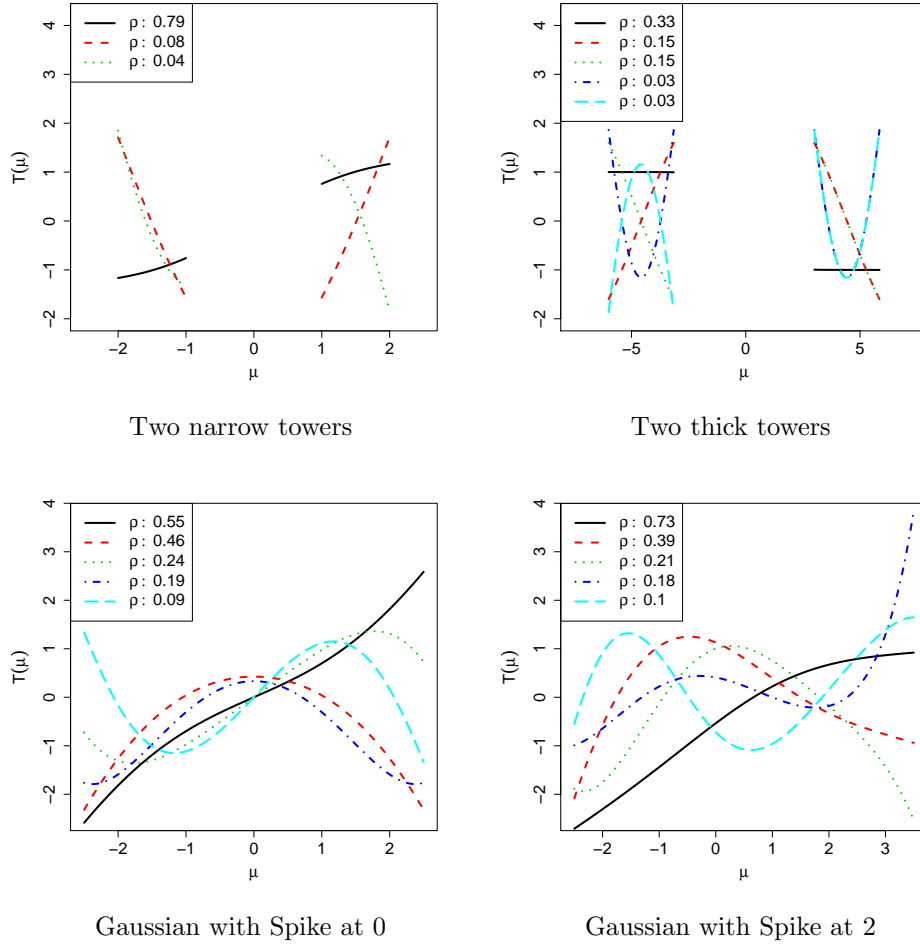 ρ : 0.79
ρ : 0.08
ρ : 0.04
4
3
2
1
0
−1
−2
T(μ)
−2 −1 0 1 2
μ
Two narrow towers
ρ : 0.33
ρ : 0.15
ρ : 0.15
ρ : 0.03
ρ : 0.03
4
3
2
1
0
−1
−2
T(μ)
−5 0 5
μ
Two thick towers
ρ : 0.55
ρ : 0.46
ρ : 0.24
ρ : 0.19
ρ : 0.09
4
3
2
1
0
−1
−2
T(μ)
−2 −1 0 1 2
μ
Gaussian with Spike at 0
ρ : 0.73
ρ : 0.39
ρ : 0.21
ρ : 0.18
ρ : 0.1
4
3
2
1
0
−1
−2
T(μ)
−2 −1 0 1 2 3
μ
Gaussian with Spike at 2